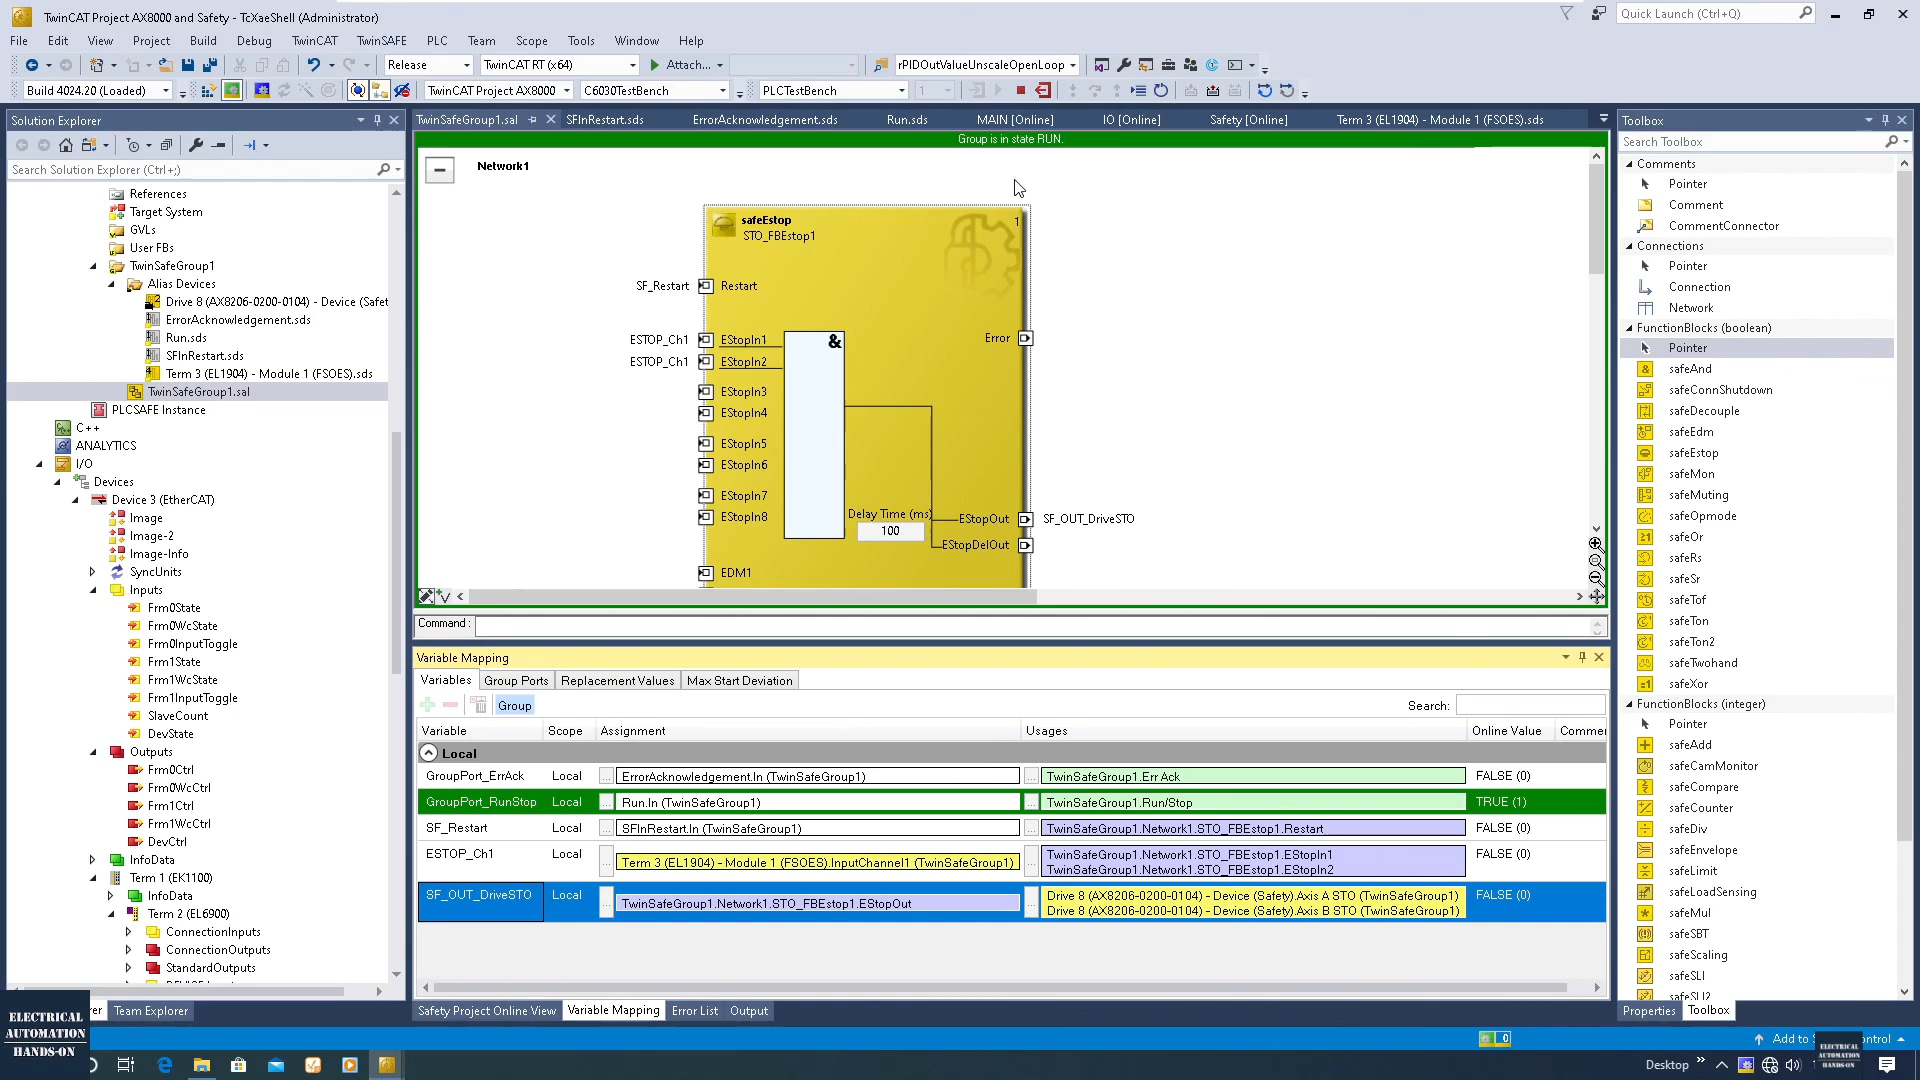 TwinCAT Project AX8000 and Safety - TcXaeShell (Administrator)
Quick Launch (Ctrl+Q)
File Edit View Project Build Debug TwinCAT TwinSAFE PLC Team Scope Tools Window Help
Release TwinCAT RT (x64) Attach... rPIDOutValueUnscaleOpenLoop
Build 4024.20 (Loaded) TwinCAT Project AX8000 C6030TestBench PLCTestBench 1
Solution Explorer
Search Solution Explorer (Ctrl+;)
References
Target System
GVLs
User FBs
TwinSafeGroup1
Alias Devices
Drive 8 (AX8206-0200-0104) - Device (Safet
ErrorAcknowledgement.sds
Run.sds
SFInRestart.sds
Term 3 (EL1904) - Module 1 (FSOES).sds
TwinSafeGroup1.sal
PLCSAFE Instance
C++
ANALYTICS
I/O
Devices
Device 3 (EtherCAT)
Image
Image-2
Image-Info
SyncUnits
Inputs
Frm0State
Frm0WcState
Frm0InputToggle
Frm1State
Frm1WcState
Frm1InputToggle
SlaveCount
DevState
Outputs
Frm0Ctrl
Frm0WcCtrl
Frm1Ctrl
Frm1WcCtrl
DevCtrl
InfoData
Term 1 (EK1100)
InfoData
Term 2 (EL6900)
ConnectionInputs
ConnectionOutputs
StandardOutputs
rer Team Explorer
TwinSafeGroup1.sal SFInRestart.sds ErrorAcknowledgement.sds Run.sds MAIN [Online] IO [Online] Safety [Online] Term 3 (EL1904) - Module 1 (FSOES).sds
Group is in state RUN.
Network1
safeEstop 1
STO_FBEstop1
SF_Restart Restart
ESTOP_Ch1 EStopIn1 & Error
ESTOP_Ch1 EStopIn2
EStopIn3
EStopIn4
EStopIn5
EStopIn6
EStopIn7
EStopIn8 Delay Time (ms) EStopOut SF_OUT_DriveSTO
100
EStopDelOut
EDM1
Command :
Variable Mapping
Variables Group Ports Replacement Values Max Start Deviation
Group Search:
Variable Scope Assignment Usages Online Value Commer
Local
GroupPort_ErrAck Local ... ErrorAcknowledgement.In (TwinSafeGroup1) ... TwinSafeGroup1.Err Ack FALSE (0)
GroupPort_RunStop Local ... Run.In (TwinSafeGroup1) ... TwinSafeGroup1.Run/Stop TRUE (1)
SF_Restart Local ... SFInRestart.In (TwinSafeGroup1) ... TwinSafeGroup1.Network1.STO_FBEstop1.Restart FALSE (0)
ESTOP_Ch1 Local ... Term 3 (EL1904) - Module 1 (FSOES).InputChannel1 (TwinSafeGroup1) ... TwinSafeGroup1.Network1.STO_FBEstop1.EStopIn1 FALSE (0)
TwinSafeGroup1.Network1.STO_FBEstop1.EStopIn2
SF_OUT_DriveSTO Local ... TwinSafeGroup1.Network1.STO_FBEstop1.EStopOut ... Drive 8 (AX8206-0200-0104) - Device (Safety).Axis A STO (TwinSafeGroup1) FALSE (0)
Drive 8 (AX8206-0200-0104) - Device (Safety).Axis B STO (TwinSafeGroup1)
Safety Project Online View Variable Mapping Error List Output
Toolbox
Search Toolbox
Comments
Pointer
Comment
CommentConnector
Connections
Pointer
Connection
Network
FunctionBlocks (boolean)
Pointer
safeAnd
safeConnShutdown
safeDecouple
safeEdm
safeEstop
safeMon
safeMuting
safeOpmode
safeOr
safeRs
safeSr
safeTof
safeTon
safeTon2
safeTwohand
safeXor
FunctionBlocks (integer)
Pointer
safeAdd
safeCamMonitor
safeCompare
safeCounter
safeDiv
safeEnvelope
safeLimit
safeLoadSensing
safeMul
safeSBT
safeScaling
safeSLI
safeSLI2
Properties Toolbox
0 Add to S ontrol
ELECTRICAL
AUTOMATION
HANDS-ON
Desktop
ELECTRICAL
AUTOMATION
HANDS-ON